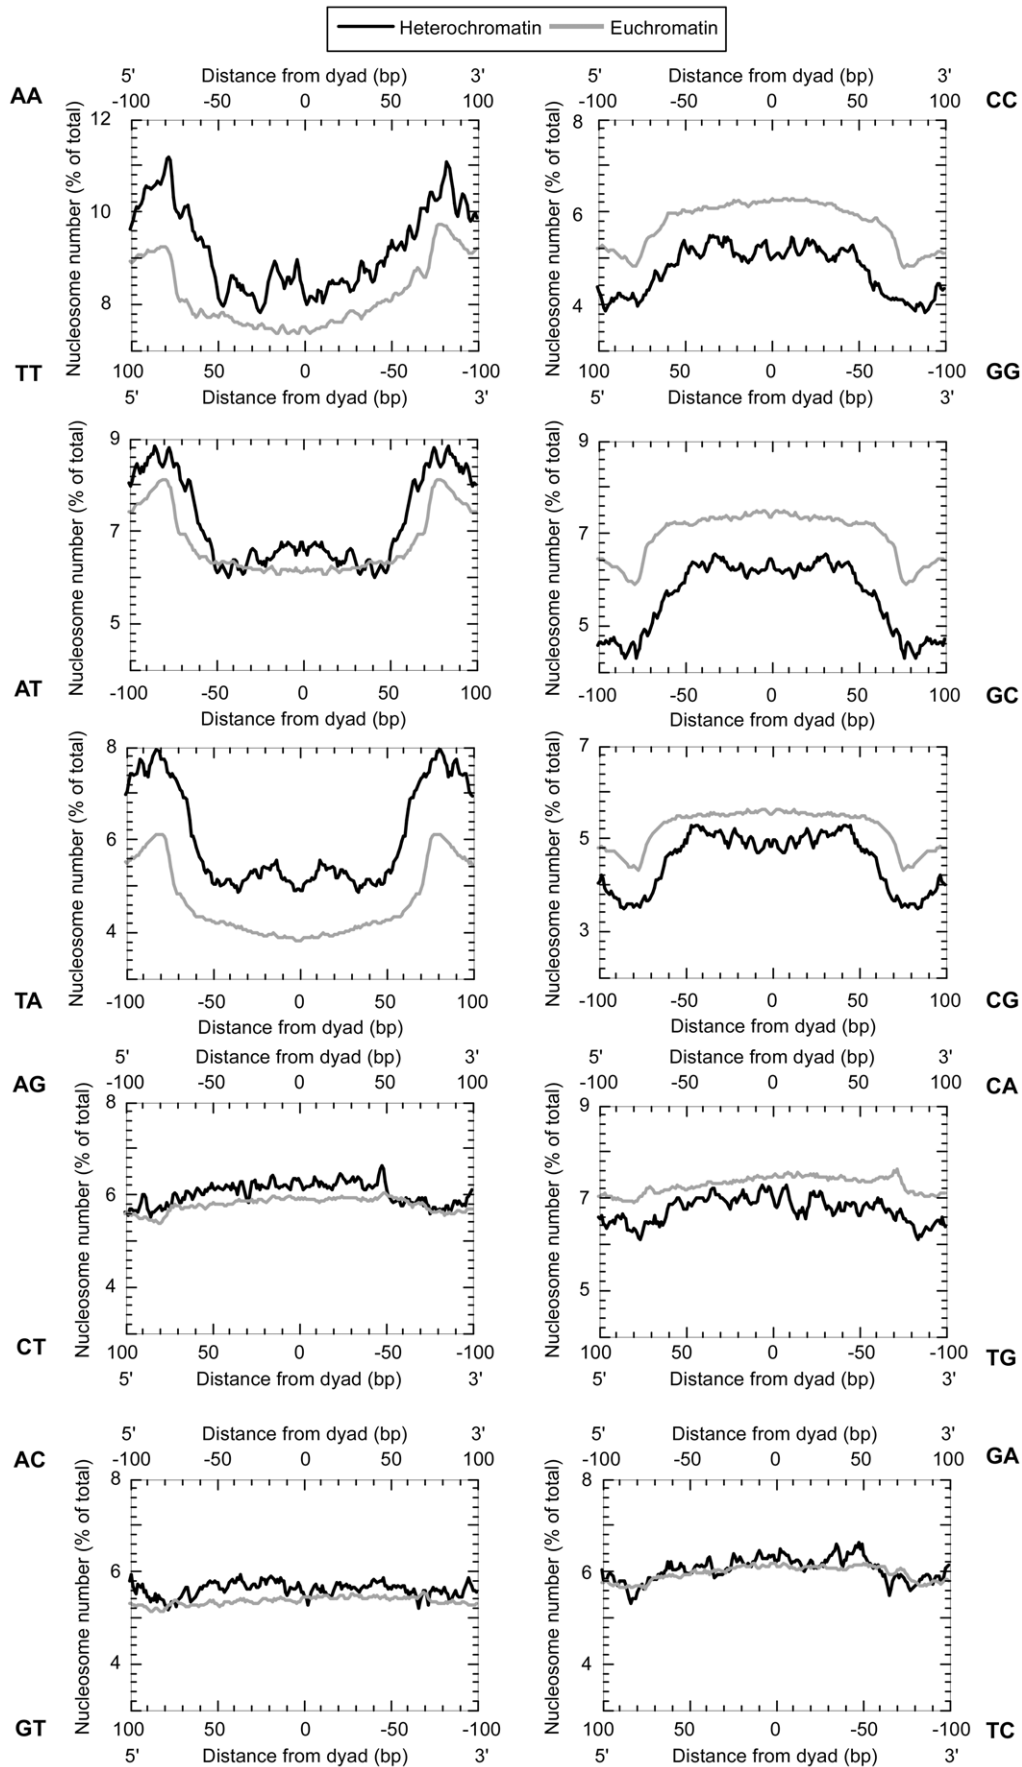 Heterochromatin Euchromatin
5' Distance from dyad (bp) 3'
AA -100 -50 0 50 100
Nucleosome number (% of total)
12
10
8
TT 100 50 0 -50 -100
5' Distance from dyad (bp) 3'
5' Distance from dyad (bp) 3'
-100 -50 0 50 100 CC
Nucleosome number (% of total)
8
6
4
100 50 0 -50 -100 GG
5' Distance from dyad (bp) 3'
Nucleosome number (% of total)
9
7
5
AT -100 -50 0 50 100
Distance from dyad (bp)
Nucleosome number (% of total)
9
7
5
-100 -50 0 50 100 GC
Distance from dyad (bp)
Nucleosome number (% of total)
8
6
4
TA -100 -50 0 50 100
Distance from dyad (bp)
Nucleosome number (% of total)
7
5
3
-100 -50 0 50 100 CG
Distance from dyad (bp)
5' Distance from dyad (bp) 3'
AG -100 -50 0 50 100
Nucleosome number (% of total)
8
6
4
CT 100 50 0 -50 -100
5' Distance from dyad (bp) 3'
5' Distance from dyad (bp) 3'
-100 -50 0 50 100 CA
Nucleosome number (% of total)
9
7
5
100 50 0 -50 -100 TG
5' Distance from dyad (bp) 3'
5' Distance from dyad (bp) 3'
AC -100 -50 0 50 100
Nucleosome number (% of total)
8
6
4
GT 100 50 0 -50 -100
5' Distance from dyad (bp) 3'
5' Distance from dyad (bp) 3'
-100 -50 0 50 100 GA
Nucleosome number (% of total)
8
6
4
100 50 0 -50 -100 TC
5' Distance from dyad (bp) 3'